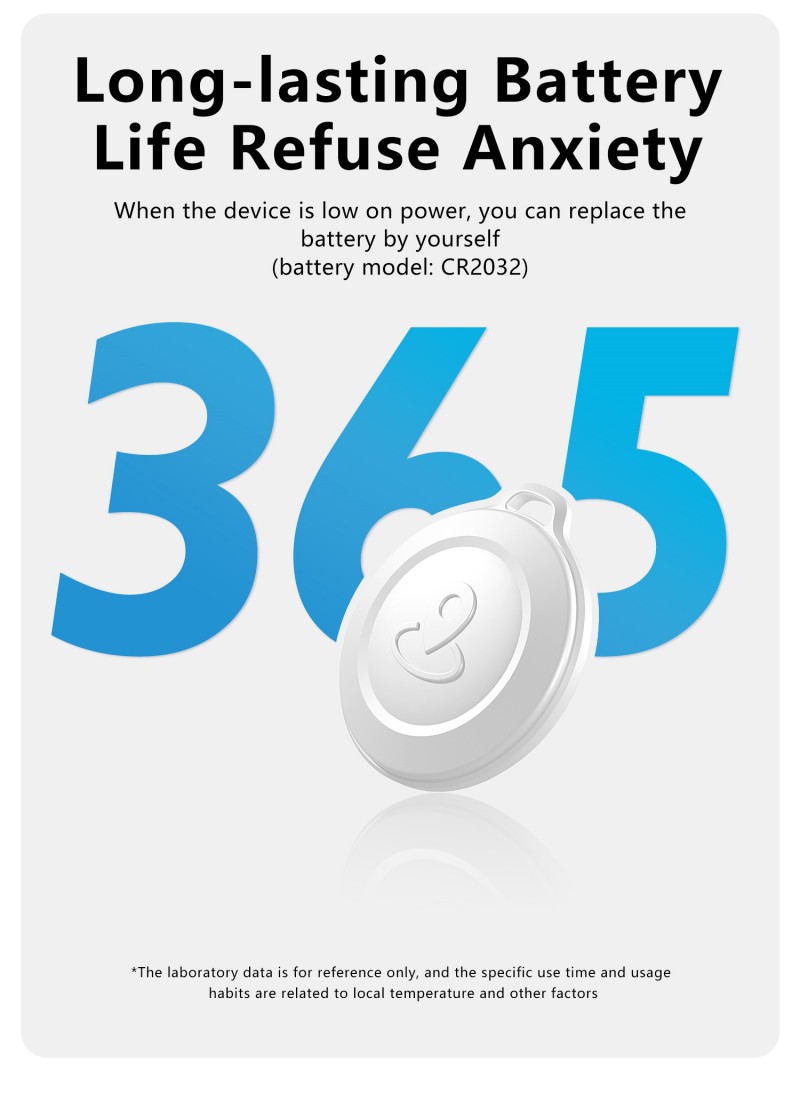 Long-lasting Battery
Life Refuse Anxiety
When the device is low on power, you can replace the
battery by yourself
(battery model: CR2032)
365
*The laboratory data is for reference only, and the specific use time and usage
habits are related to local temperature and other factors